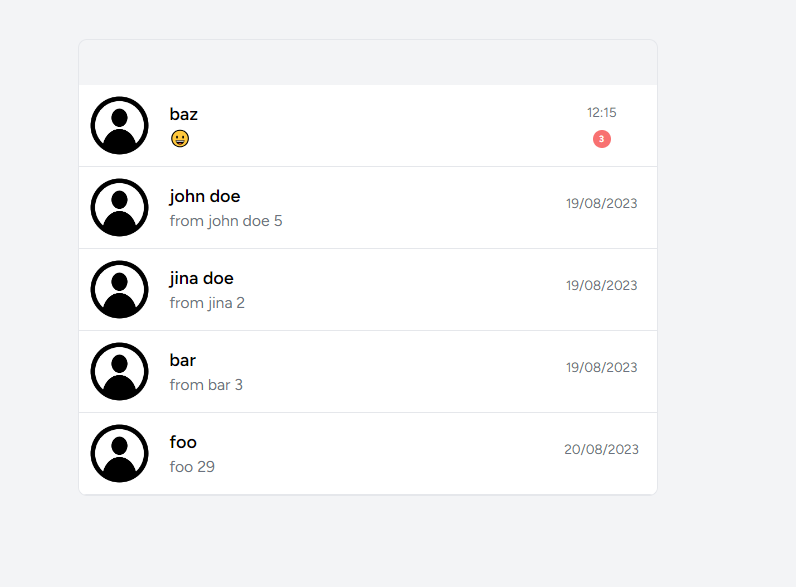 baz
12:15
😀
3
john doe
19/08/2023
from john doe 5
jina doe
19/08/2023
from jina 2
bar
19/08/2023
from bar 3
foo
20/08/2023
foo 29